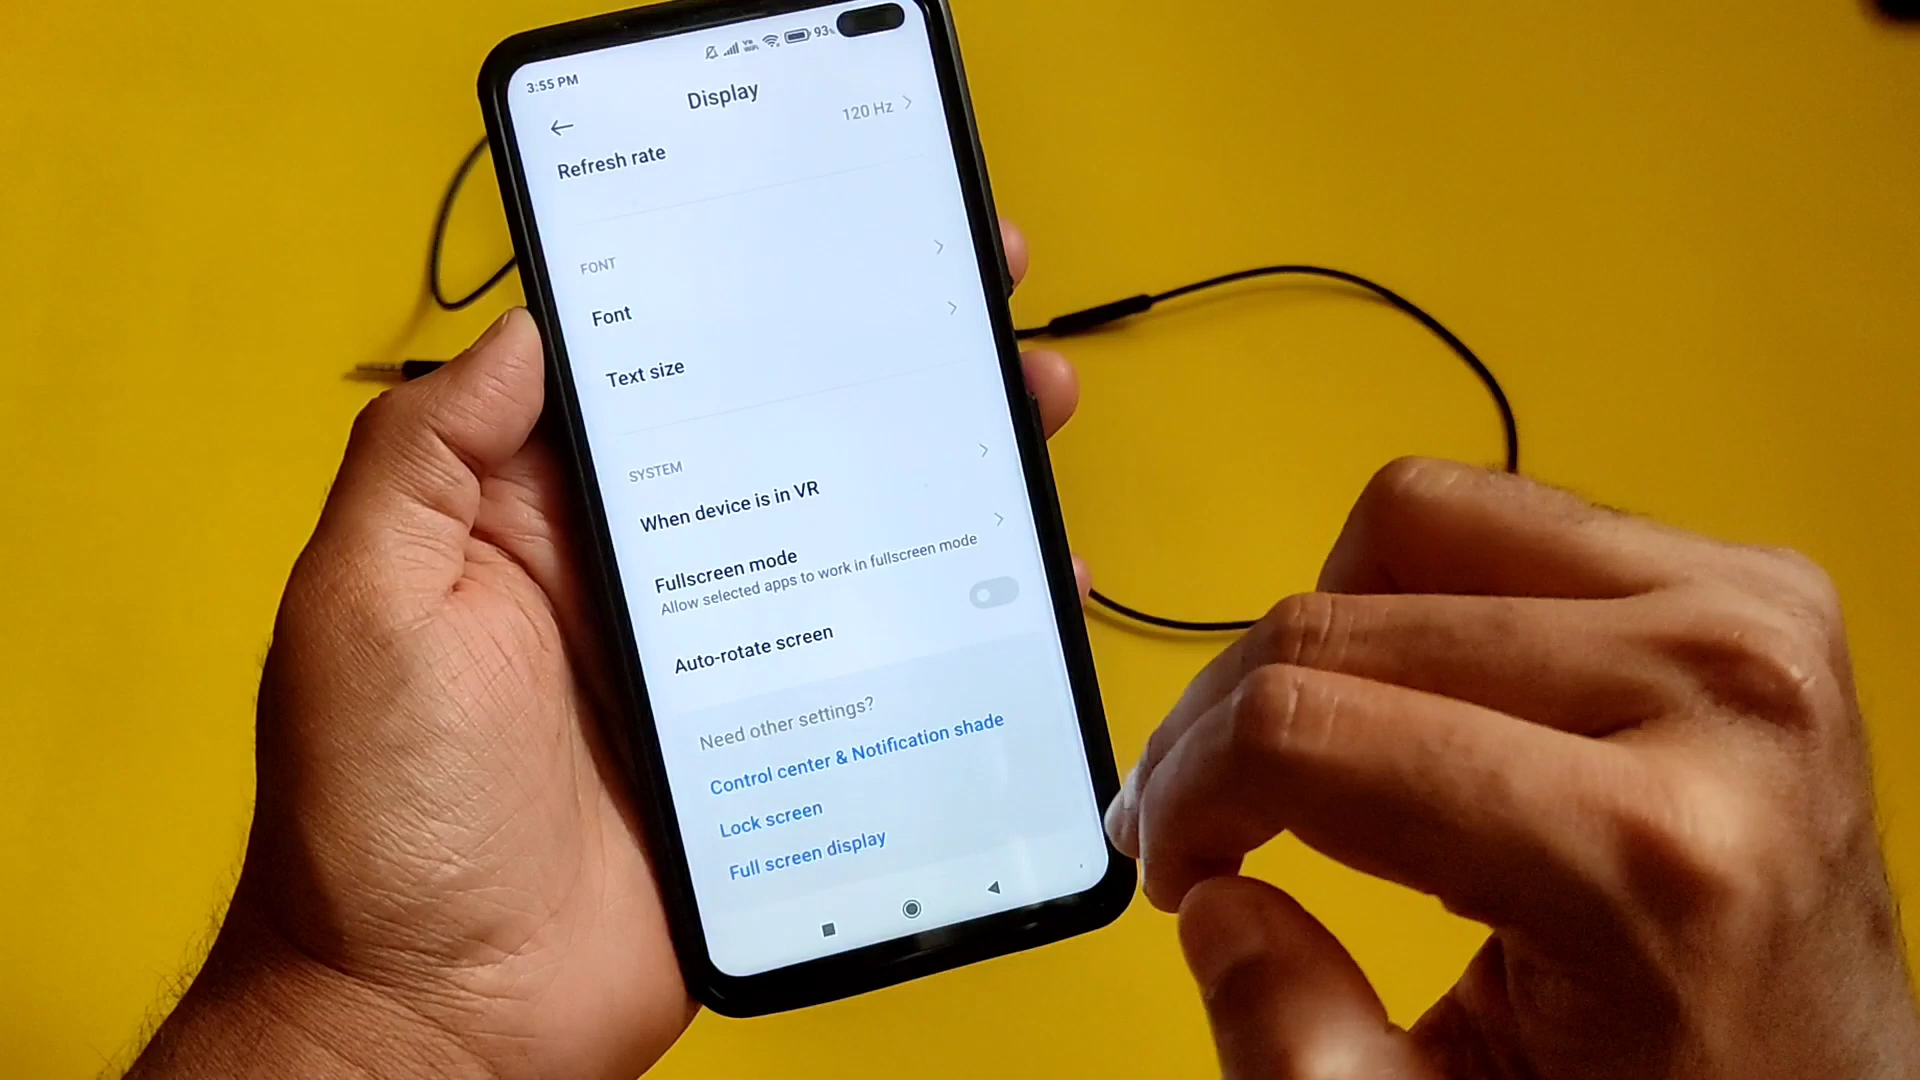 3:55 PM
93%
Display
Refresh rate
120 Hz
FONT
Font
Text size
SYSTEM
When device is in VR
Fullscreen mode
Allow selected apps to work in fullscreen mode
Auto-rotate screen
Need other settings?
Control center & Notification shade
Lock screen
Full screen display